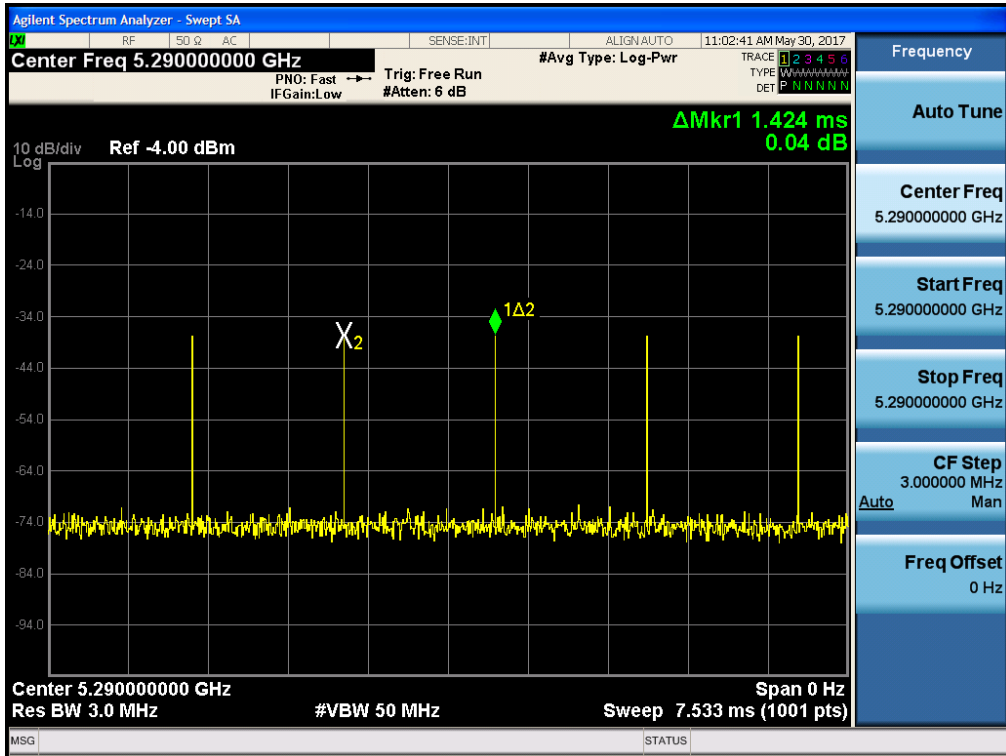 Agilent Spectrum Analyzer - Swept SA
LXI RF 50 Ω AC SENSE:INT ALIGN AUTO 11:02:41 AM May 30, 2017
Center Freq 5.290000000 GHz #Avg Type: Log-Pwr TRACE 1 2 3 4 5 6
PNO: Fast Trig: Free Run TYPE W
IFGain:Low #Atten: 6 dB DET P N N N N N
ΔMkr1 1.424 ms
10 dB/div Ref -4.00 dBm 0.04 dB
Log
-14.0
-24.0
-34.0
1Δ2
X2
-44.0
-54.0
-64.0
-74.0
-84.0
-94.0
Center 5.290000000 GHz Span 0 Hz
Res BW 3.0 MHz #VBW 50 MHz Sweep 7.533 ms (1001 pts)
MSG STATUS
Frequency
Auto Tune
Center Freq
5.290000000 GHz
Start Freq
5.290000000 GHz
Stop Freq
5.290000000 GHz
CF Step
3.000000 MHz
Auto Man
Freq Offset
0 Hz